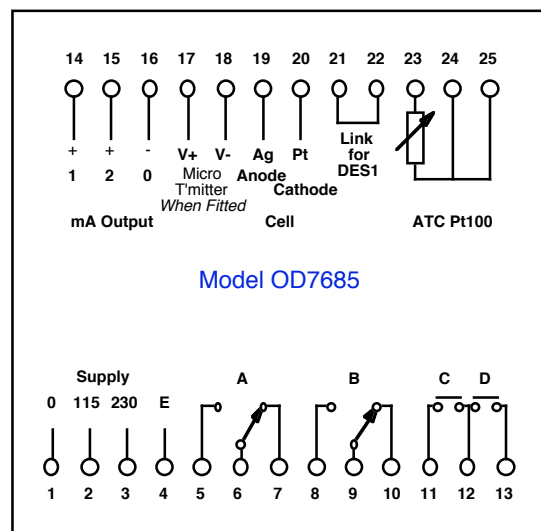 14 15 16 17 18 19 20 21 22 23 24 25
+ + - V+ V- Ag Pt Link
1 2 0 Micro Anode for
T'mitter Cathode DES1
When Fitted
mA Output Cell ATC Pt100
Model OD7685
Supply A B C D
0 115 230 E
1 2 3 4 5 6 7 8 9 10 11 12 13